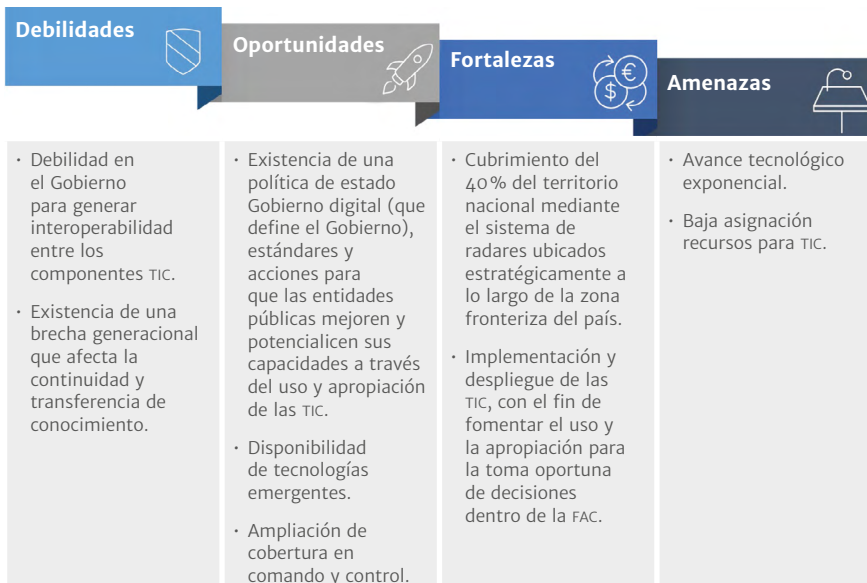 Debilidades
· Debilidad en
el Gobierno
para generar
interoperabilidad
entre los
componentes TIC.
· Existencia de una
brecha generacional
que afecta la
continuidad y
transferencia de
conocimiento.
Oportunidades
· Existencia de una
política de estado
Gobierno digital (que
define el Gobierno),
estándares y
acciones para
que las entidades
públicas mejoren y
potencialicen sus
capacidades a través
del uso y apropiación
de las TIC.
· Disponibilidad
de tecnologías
emergentes.
· Ampliación de
cobertura en
comando y control.
Fortalezas
€
$
· Cubrimiento del
40% del territorio
nacional mediante
el sistema de
radares ubicados
estratégicamente a
lo largo de la zona
fronteriza del país.
· Implementación y
despliegue de las
TIC, con el fin de
fomentar el uso y
la apropiación para
la toma oportuna
de decisiones
dentro de la FAC.
Amenazas
· Avance tecnológico
exponencial.
· Baja asignación
recursos para TIC.